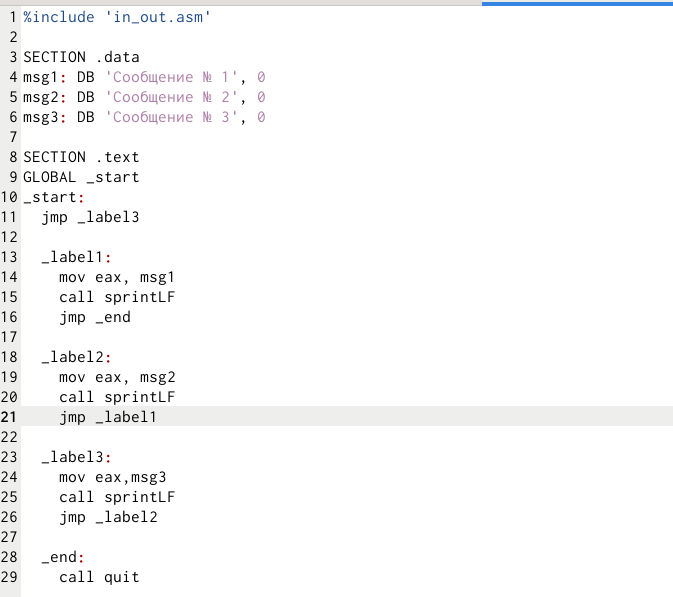 1 %include 'in_out.asm'
2
3 SECTION .data
4 msg1: DB 'Сообщение № 1', 0
5 msg2: DB 'Сообщение № 2', 0
6 msg3: DB 'Сообщение № 3', 0
7
8 SECTION .text
9 GLOBAL _start
10 _start:
11   jmp _label3
12
13   _label1:
14     mov eax, msg1
15     call sprintLF
16     jmp _end
17
18   _label2:
19     mov eax, msg2
20     call sprintLF
21     jmp _label1
22
23   _label3:
24     mov eax,msg3
25     call sprintLF
26     jmp _label2
27
28   _end:
29     call quit